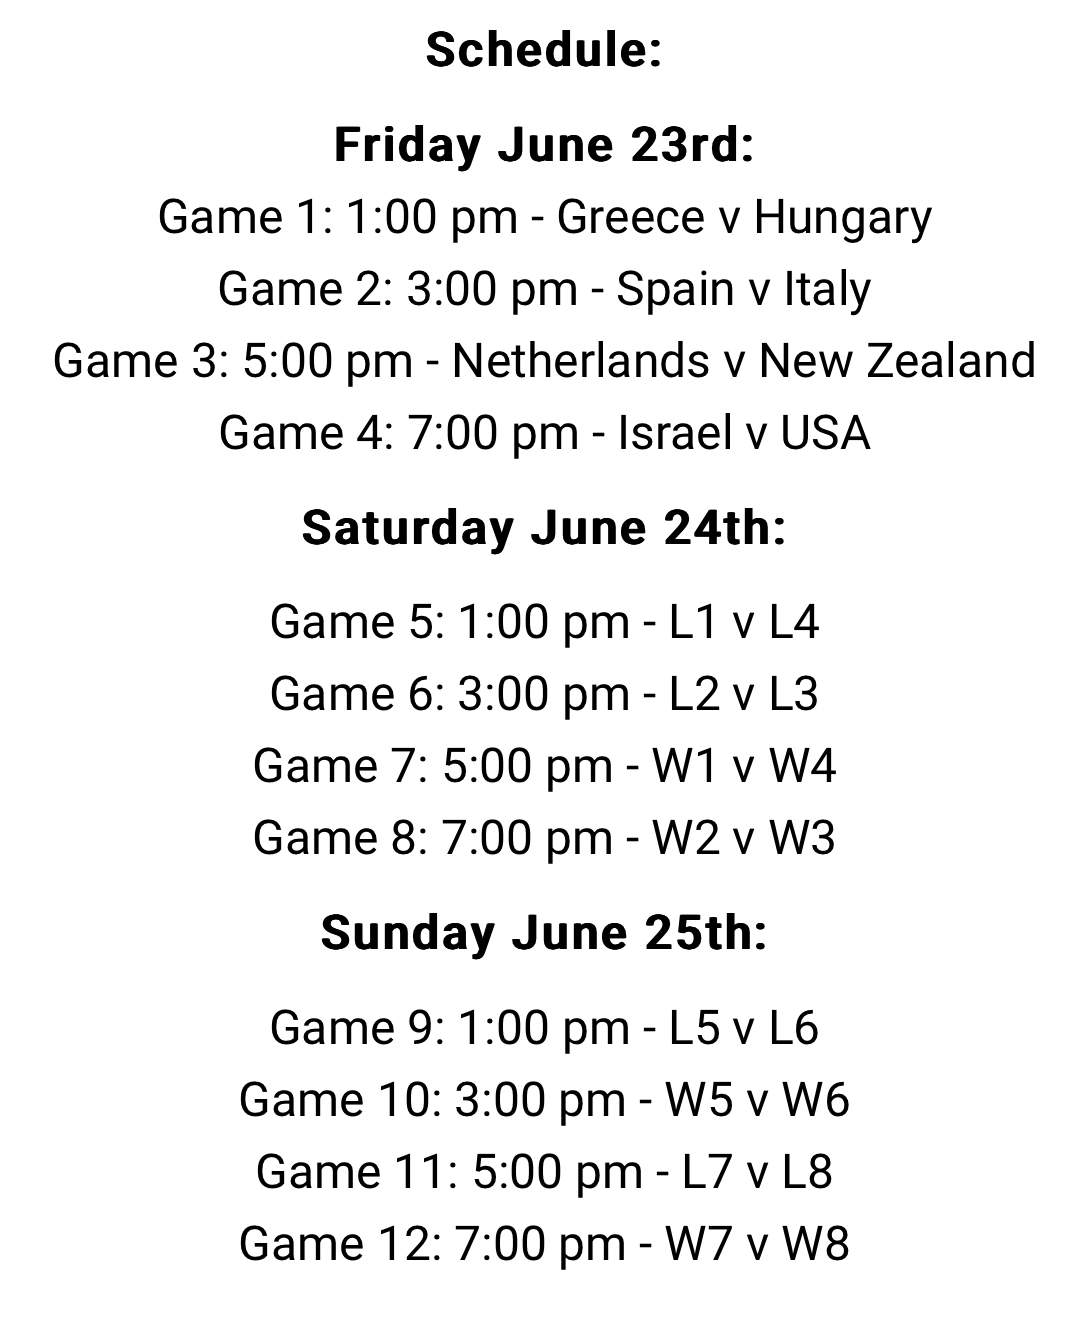 Schedule:
Friday June 23rd:
Game 1: 1:00 pm - Greece v Hungary
Game 2: 3:00 pm - Spain v Italy
Game 3: 5:00 pm - Netherlands v New Zealand
Game 4: 7:00 pm - Israel v USA
Saturday June 24th:
Game 5: 1:00 pm - L1 v L4
Game 6: 3:00 pm - L2 v L3
Game 7: 5:00 pm - W1 v W4
Game 8: 7:00 pm - W2 v W3
Sunday June 25th:
Game 9: 1:00 pm - L5 v L6
Game 10: 3:00 pm - W5 v W6
Game 11: 5:00 pm - L7 v L8
Game 12: 7:00 pm - W7 v W8